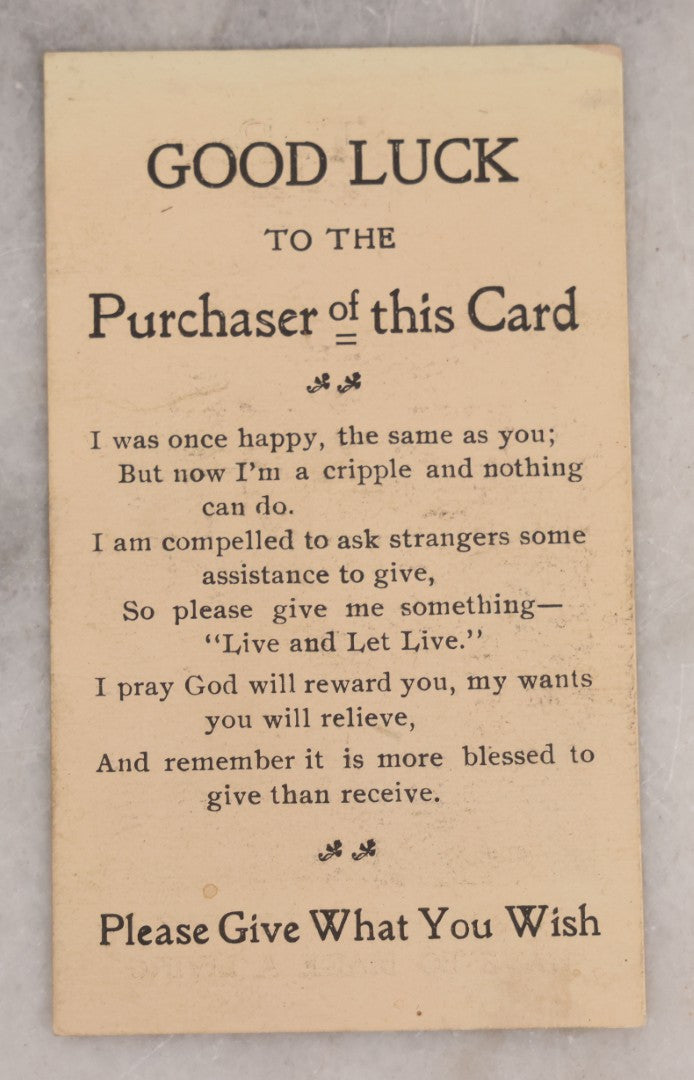 GOOD LUCK
TO THE
Purchaser of this Card
I was once happy, the same as you;
But now I'm a cripple and nothing
can do.
I am compelled to ask strangers some
assistance to give,
So please give me something—
"Live and Let Live."
I pray God will reward you, my wants
you will relieve,
And remember it is more blessed to
give than receive.
Please Give What You Wish